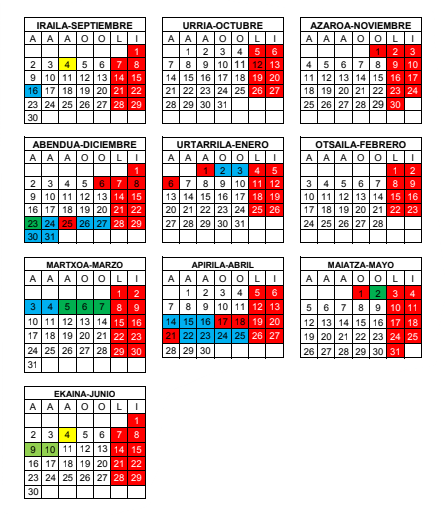 IRAILA-SEPTIEMBRE
A A A O O L I
1
2 3 4 5 6 7 8
9 10 11 12 13 14 15
16 17 18 19 20 21 22
23 24 25 26 27 28 29
30
URRIA-OCTUBRE
A A A O O L I
1 2 3 4 5 6
7 8 9 10 11 12 13
14 15 16 17 18 19 20
21 22 23 24 25 26 27
28 29 30 31
AZAROA-NOVIEMBRE
A A A O O L I
1 2 3
4 5 6 7 8 9 10
11 12 13 14 15 16 17
18 19 20 21 22 23 24
25 26 27 28 29 30
ABENDUA-DICIEMBRE
A A A O O L I
1
2 3 4 5 6 7 8
9 10 11 12 13 14 15
16 17 18 19 20 21 22
23 24 25 26 27 28 29
30 31
URTARRILA-ENERO
A A A O O L I
1 2 3 4 5
6 7 8 9 10 11 12
13 14 15 16 17 18 19
20 21 22 23 24 25 26
27 28 29 30 31
OTSAILA-FEBRERO
A A A O O L I
1 2
3 4 5 6 7 8 9
10 11 12 13 14 15 16
17 18 19 20 21 22 23
24 25 26 27 28
MARTXOA-MARZO
A A A O O L I
1 2
3 4 5 6 7 8 9
10 11 12 13 14 15 16
17 18 19 20 21 22 23
24 25 26 27 28 29 30
31
APIRILA-ABRIL
A A A O O L I
1 2 3 4 5 6
7 8 9 10 11 12 13
14 15 16 17 18 19 20
21 22 23 24 25 26 27
28 29 30
MAIATZA-MAYO
A A A O O L I
1 2 3 4
5 6 7 8 9 10 11
12 13 14 15 16 17 18
19 20 21 22 23 24 25
26 27 28 29 30 31
EKAINA-JUNIO
A A A O O L I
1
2 3 4 5 6 7 8
9 10 11 12 13 14 15
16 17 18 19 20 21 22
23 24 25 26 27 28 29
30